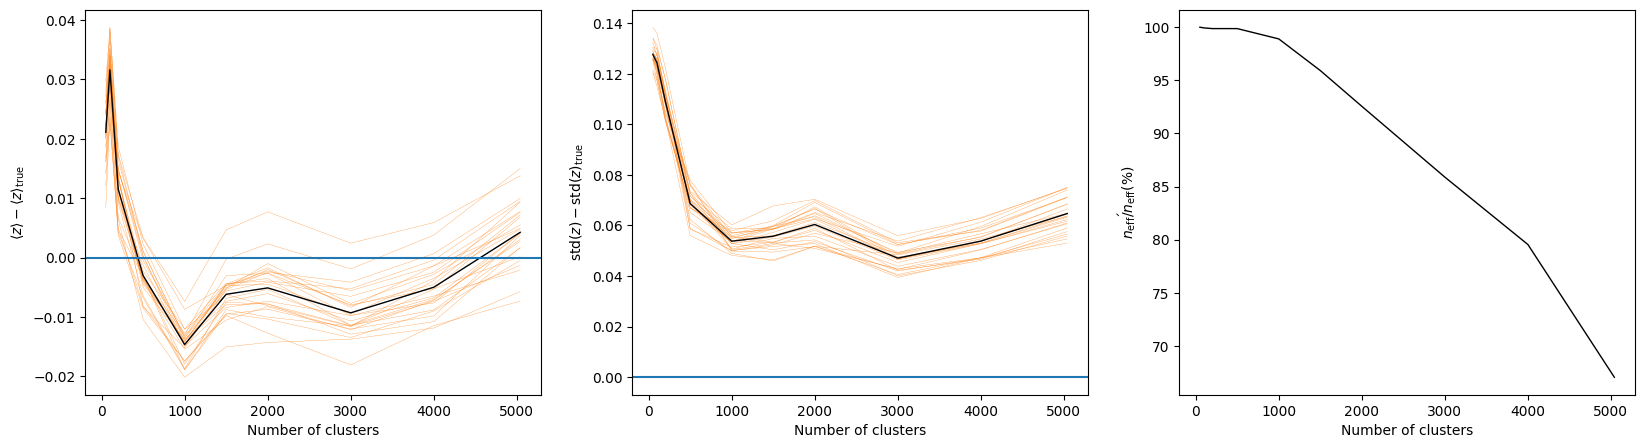 0.04
0.03
0.02
0.01
0.00
−0.01
−0.02
⟨z⟩ − ⟨z⟩true
0 1000 2000 3000 4000 5000
Number of clusters
0.14
0.12
0.10
0.08
0.06
0.04
0.02
0.00
std(z) − std(z)true
0 1000 2000 3000 4000 5000
Number of clusters
100
95
90
85
80
75
70
n′eff/neff(%)
0 1000 2000 3000 4000 5000
Number of clusters